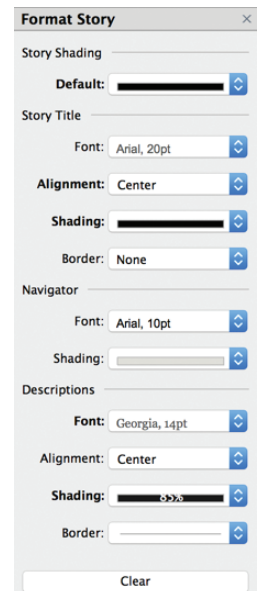 Format Story ×
Story Shading
Default:
Story Title
Font: Arial, 20pt
Alignment: Center
Shading:
Border: None
Navigator
Font: Arial, 10pt
Shading:
Descriptions
Font: Georgia, 14pt
Alignment: Center
Shading: 85%
Border:
Clear